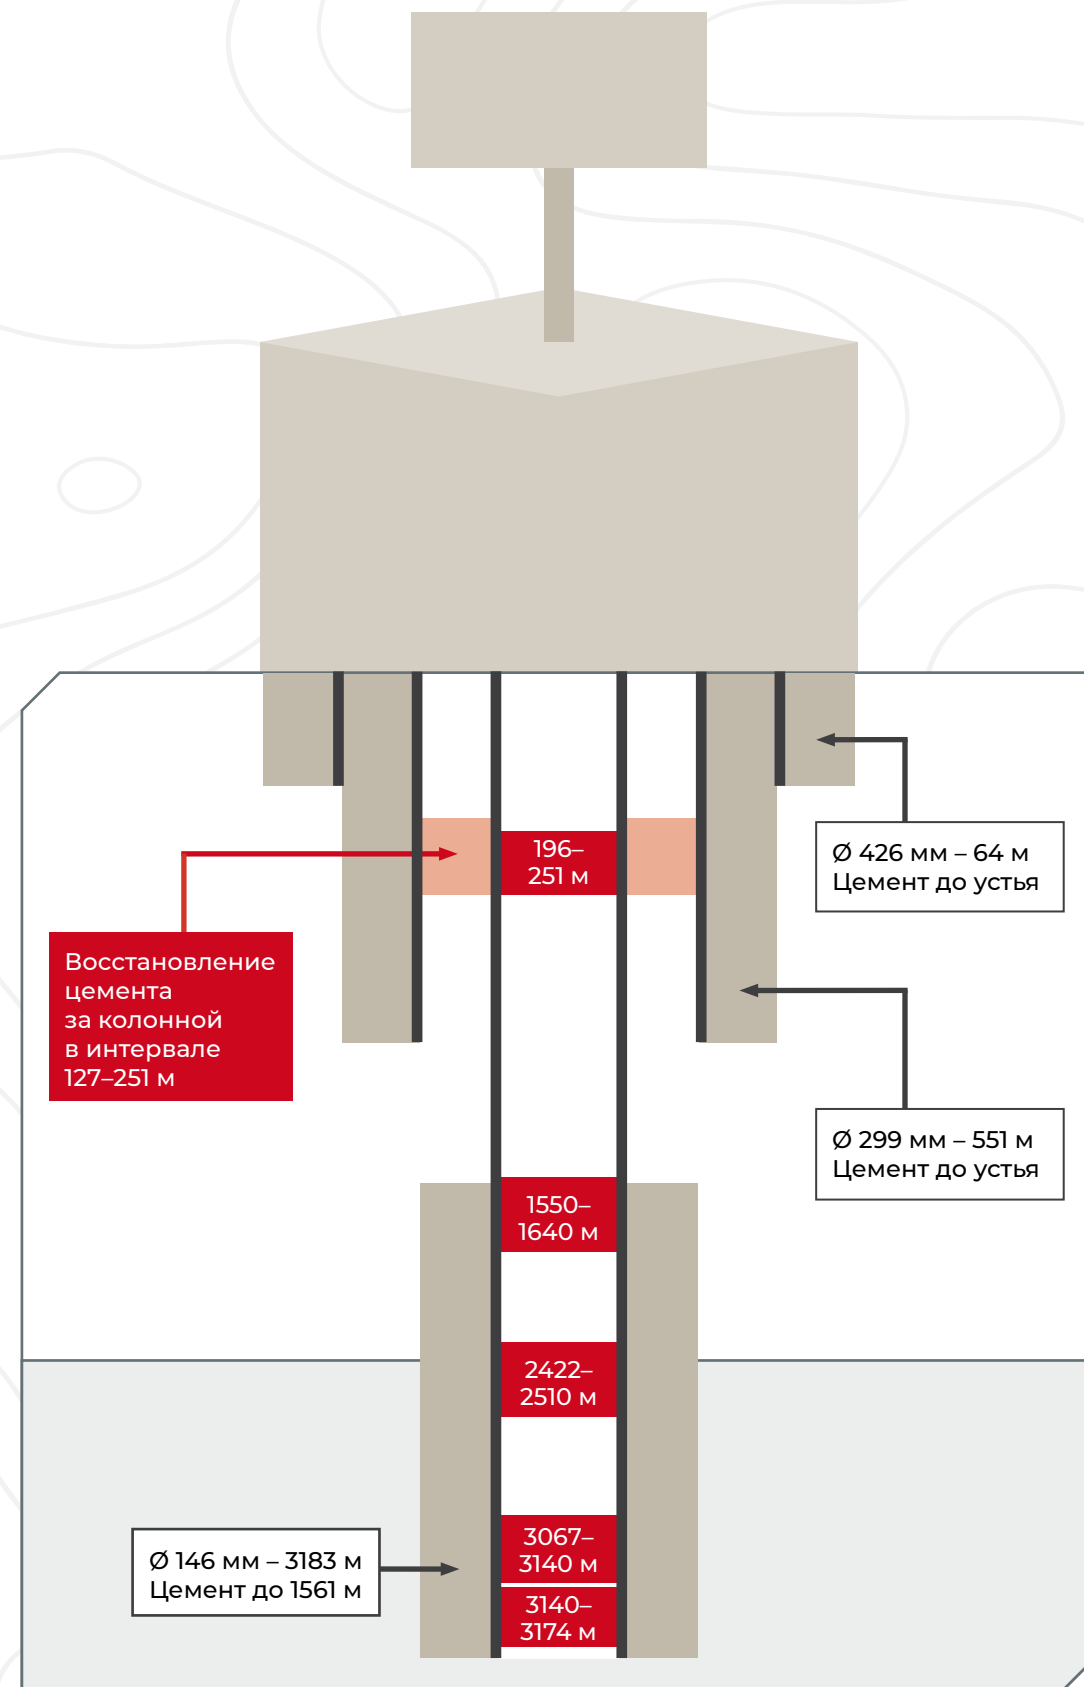 196–
251 м
Ø 426 мм – 64 м
Цемент до устья
Восстановление
цемента
за колонной
в интервале
127–251 м
Ø 299 мм – 551 м
Цемент до устья
1550–
1640 м
2422–
2510 м
3067–
3140 м
Ø 146 мм – 3183 м
Цемент до 1561 м
3140–
3174 м